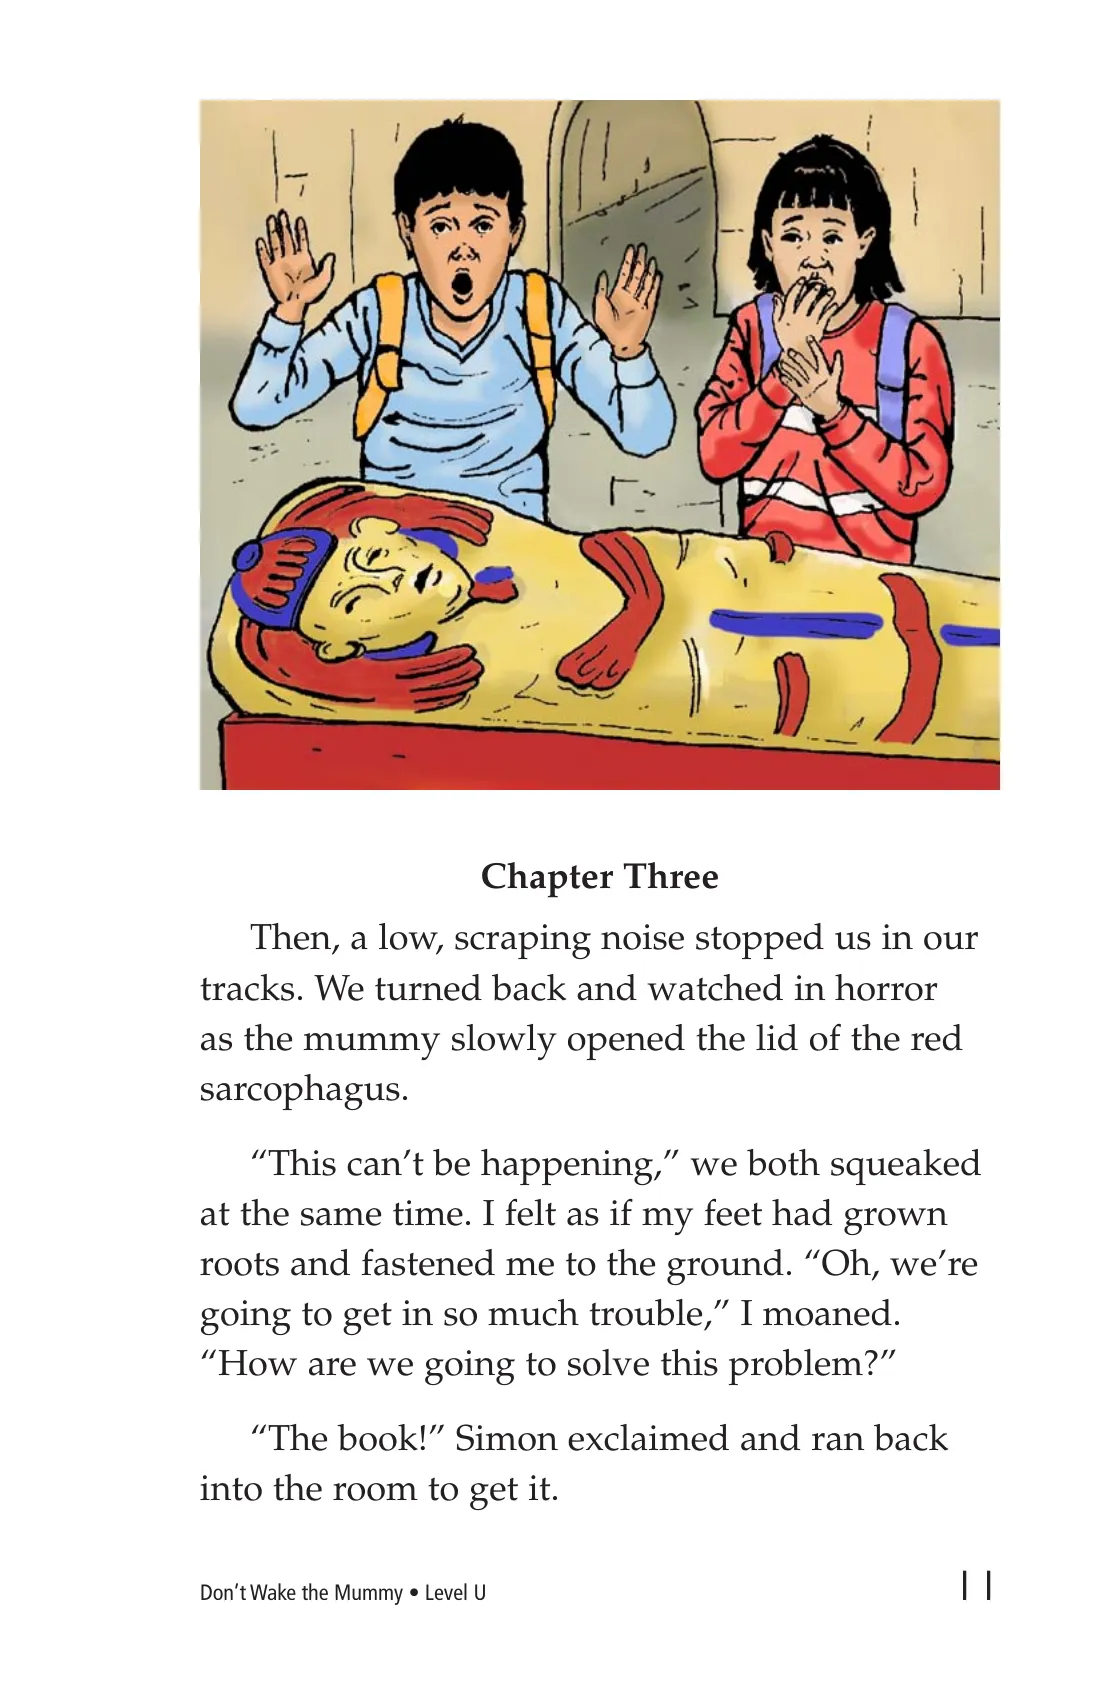 Chapter Three
Then, a low, scraping noise stopped us in our
tracks. We turned back and watched in horror
as the mummy slowly opened the lid of the red
sarcophagus.
“This can’t be happening,” we both squeaked
at the same time. I felt as if my feet had grown
roots and fastened me to the ground. “Oh, we’re
going to get in so much trouble,” I moaned.
“How are we going to solve this problem?”
“The book!” Simon exclaimed and ran back
into the room to get it.
Don’t Wake the Mummy • Level U
11